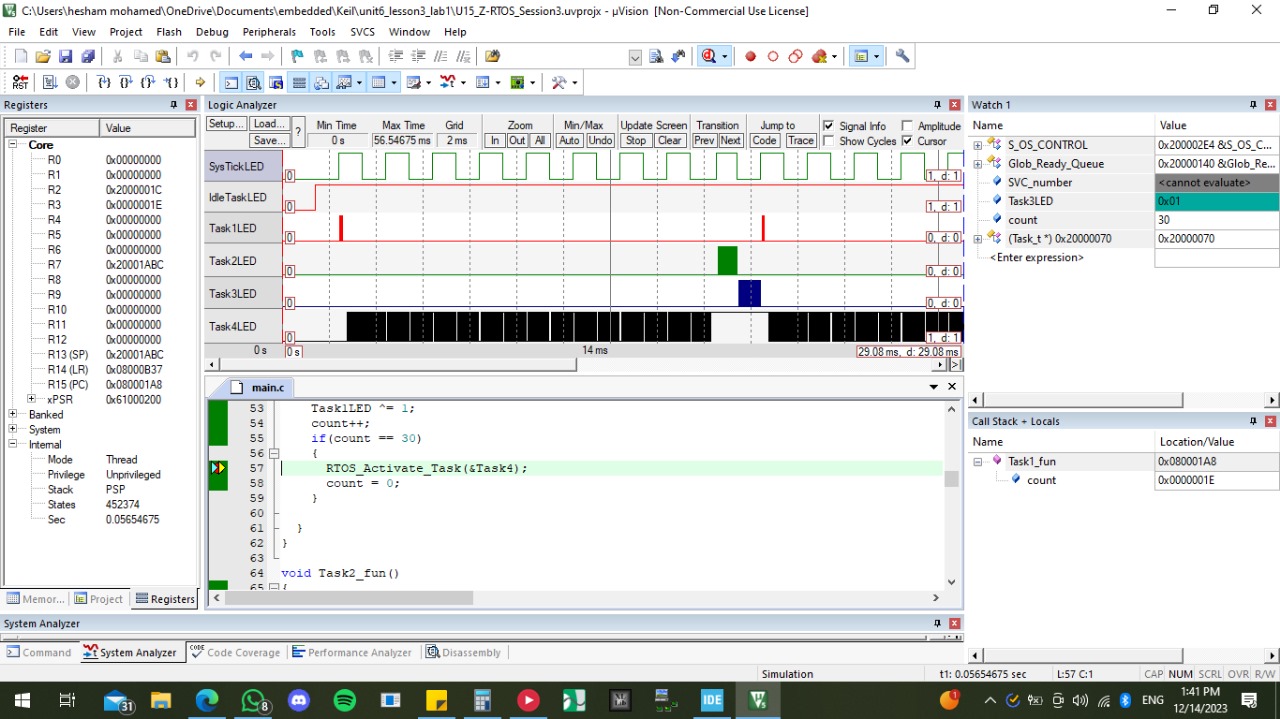 C:\Users\hesham mohamed\OneDrive\Documents\embedded\Keil\unit6_lesson3_lab1\U15_Z-RTOS_Session3.uvprojx - µVision [Non-Commercial Use License]
File Edit View Project Flash Debug Peripherals Tools SVCS Window Help
Registers
Register Value
Core
R0 0x00000000
R1 0x00000000
R2 0x2000001C
R3 0x0000001E
R4 0x00000000
R5 0x00000000
R6 0x00000000
R7 0x20001ABC
R8 0x00000000
R9 0x00000000
R10 0x00000000
R11 0x00000000
R12 0x00000000
R13 (SP) 0x20001ABC
R14 (LR) 0x08000B37
R15 (PC) 0x080001A8
xPSR 0x61000200
Banked
System
Internal
Mode Thread
Privilege Unprivileged
Stack PSP
States 452374
Sec 0.05654675
Memor... Project Registers
Logic Analyzer
Setup... Load... Min Time Max Time Grid Zoom Min/Max Update Screen Transition Jump to Signal Info Amplitude
Save... ? 0 s 56.54675 ms 2 ms In Out All Auto Undo Stop Clear Prev Next Code Trace Show Cycles Cursor
SysTickLED 0 1, d: 1
IdleTaskLED 0 1, d: 1
Task1LED 0 0, d: 0
Task2LED 0 0, d: 0
Task3LED 0 0, d: 0
Task4LED 0 1, d: 1
0 s 0 s 14 ms 29.08 ms, d: 29.08 ms
main.c
53 Task1LED ^= 1;
54 count++;
55 if(count == 30)
56 {
57 RTOS_Activate_Task(&Task4);
58 count = 0;
59 }
60
61 }
62 }
63
64 void Task2_fun()
65 {
System Analyzer
Command System Analyzer Code Coverage Performance Analyzer Disassembly
Watch 1
Name Value
S_OS_CONTROL 0x200002E4 &S_OS_C...
Glob_Ready_Queue 0x20000140 &Glob_Re...
SVC_number <cannot evaluate>
Task3LED 0x01
count 30
(Task_t *) 0x20000070 0x20000070
<Enter expression>
Call Stack + Locals
Name Location/Value
Task1_fun 0x080001A8
count 0x0000001E
Simulation t1: 0.05654675 sec L:57 C:1 CAP NUM SCRL OVR R/W
31 8 IDE 1 ENG 1:41 PM
12/14/2023